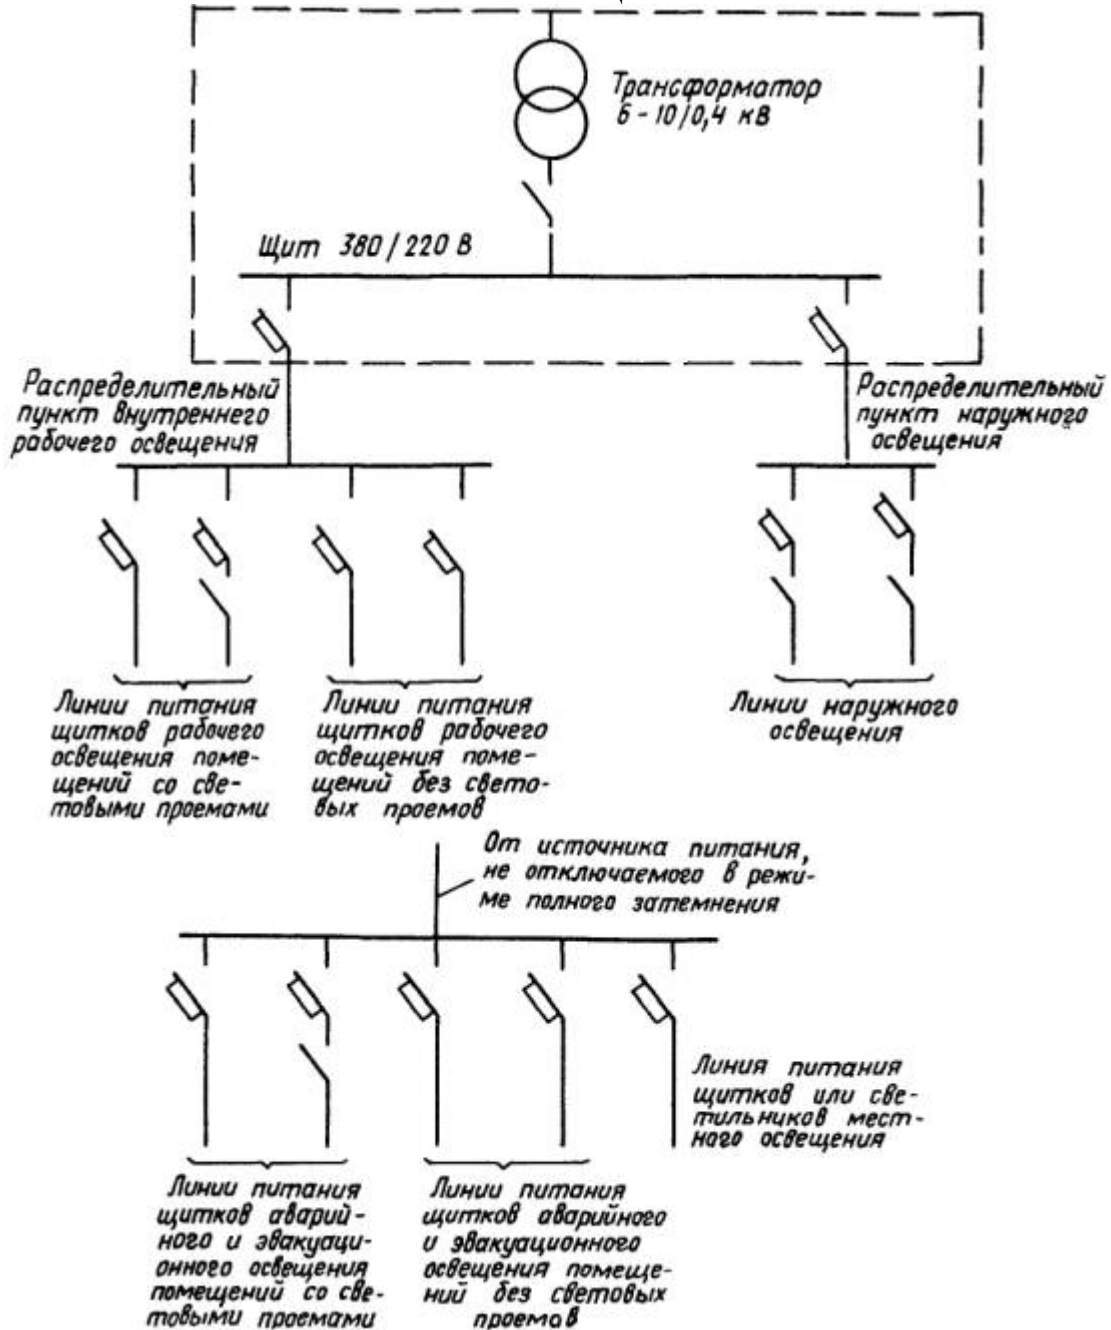 Трансформатор
6 - 10/0,4 кВ
Щит 380/220 В
Распределительный
пункт внутреннего
рабочего освещения
Распределительный
пункт наружного
освещения
Линии питания
щитков рабочего
освещения поме-
щений со све-
товыми проемами
Линии питания
щитков рабочего
освещения поме-
щений без свето-
вых проемов
Линии наружного
освещения
От источника питания,
не отключаемого в режи-
ме полного затемнения
Линия питания
щитков или све-
тильников мест-
ного освещения
Линии питания
щитков аварий-
ного и эвакуаци-
онного освещения
помещений со све-
товыми проемами
Линии питания
щитков аварийного
и эвакуационного
освещения помеще-
ний без световых
проемов